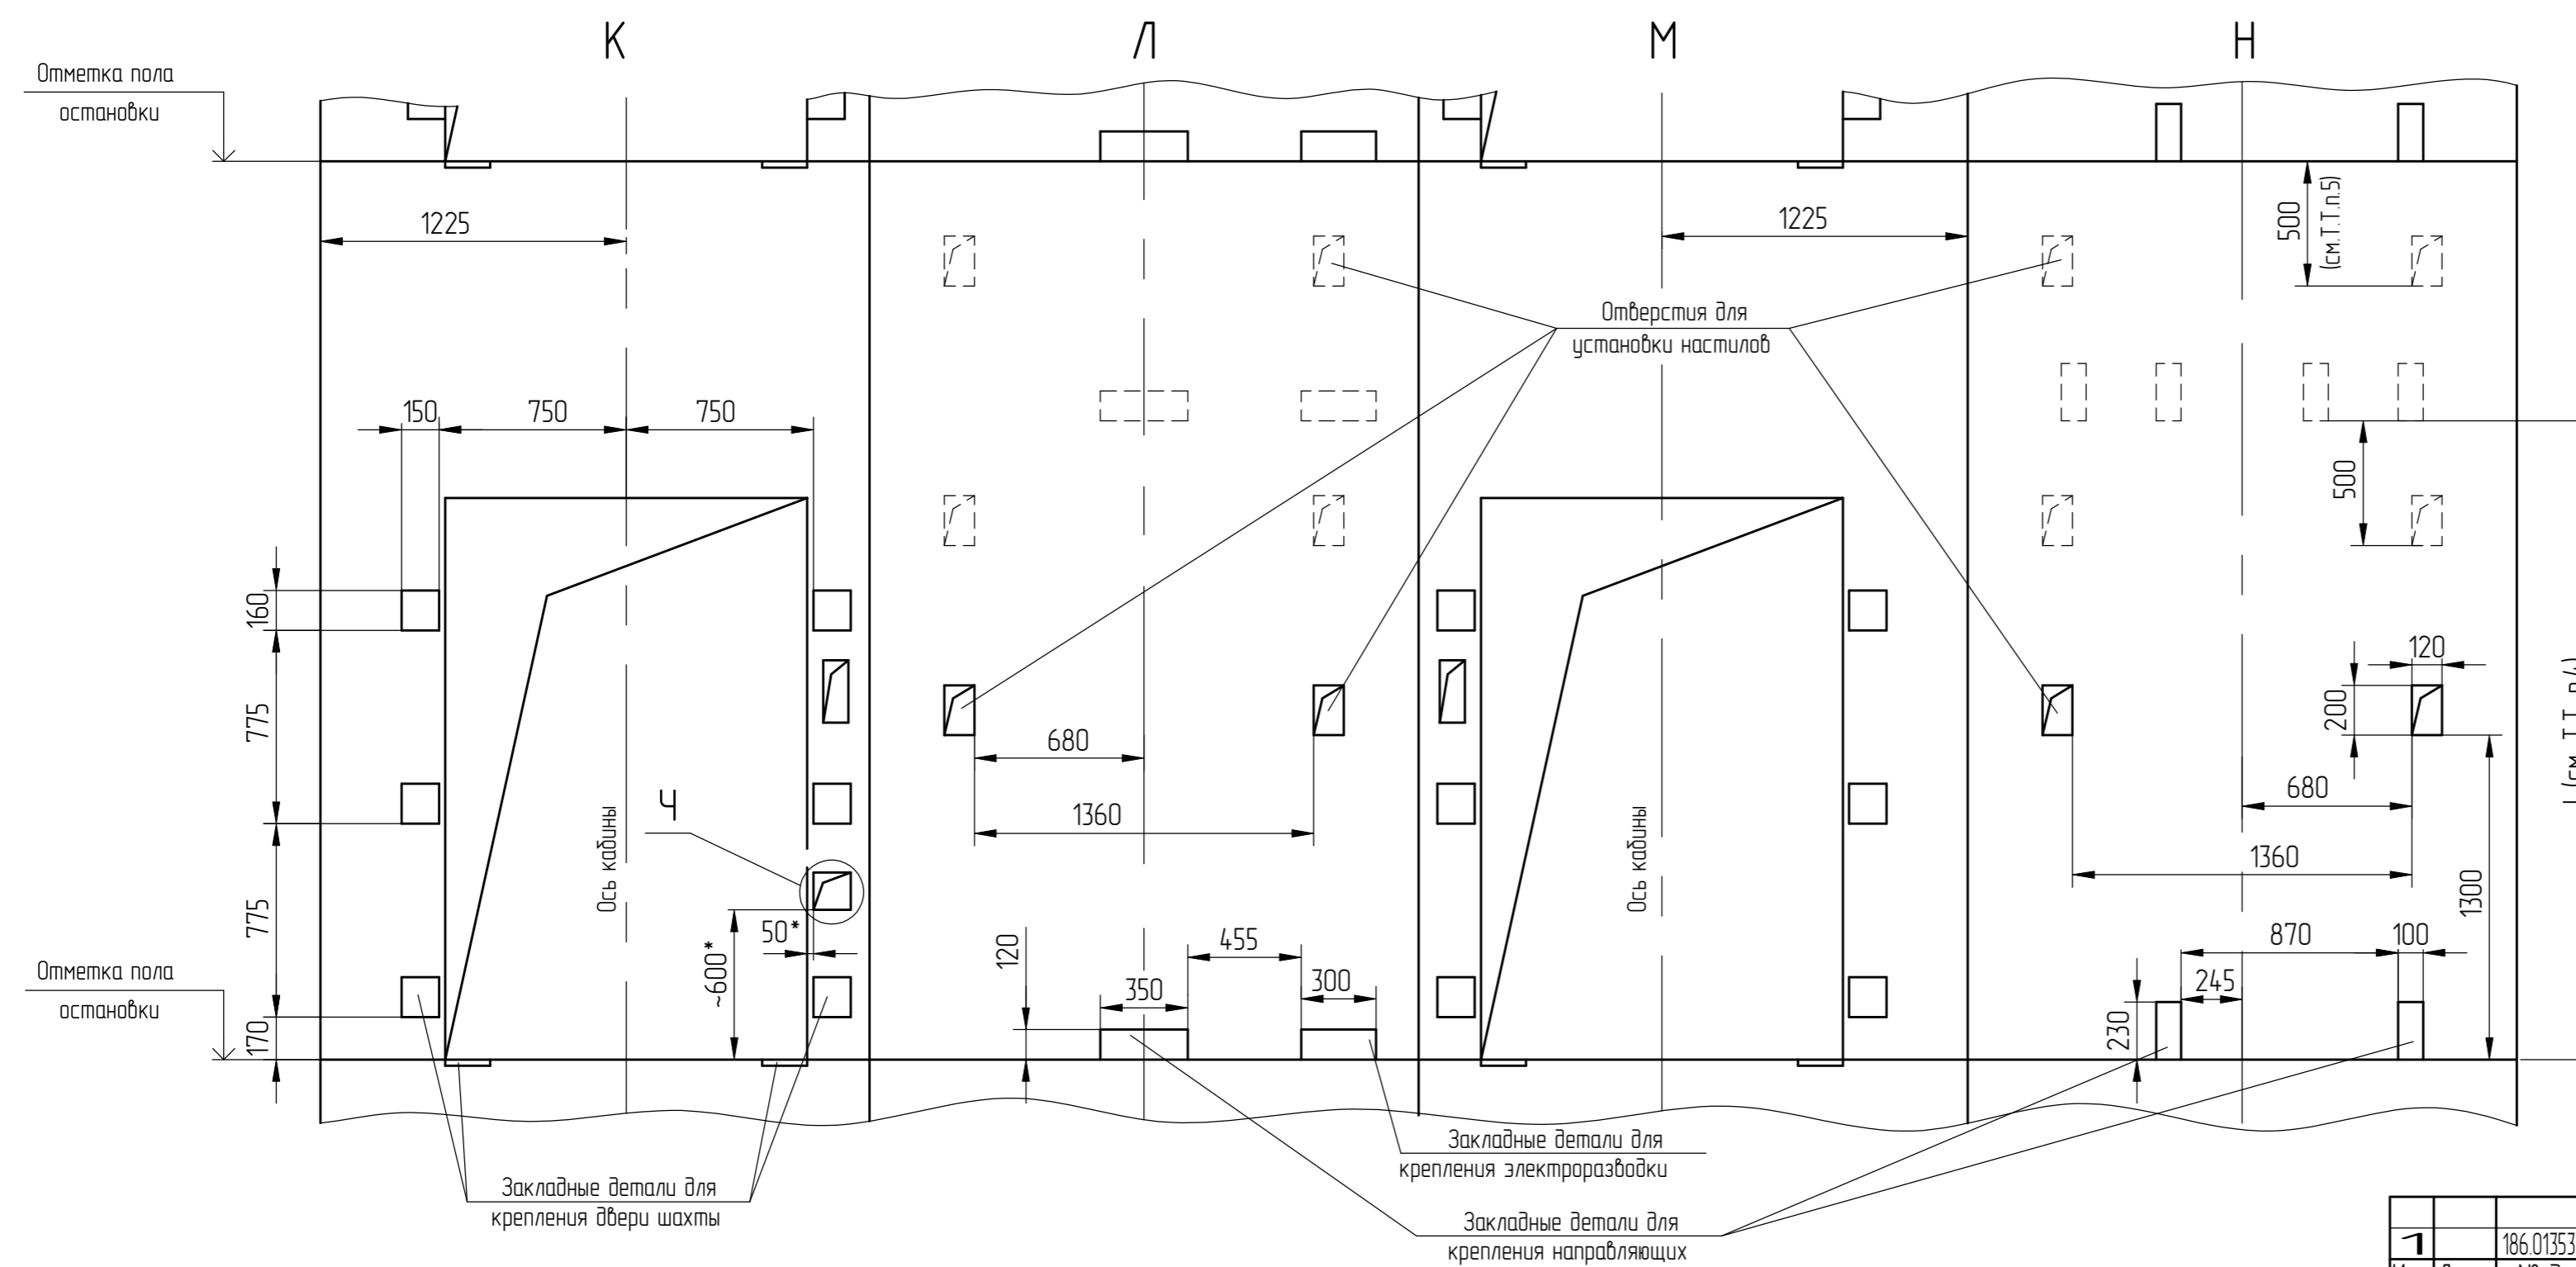 К
Л
М
Н
Отметка пола
остановки
1225
1225
500
(см.Т.Т.п.5)
Отверстия для
установки настилов
150
750
750
500
160
775
775
170
Ч
Ось кабины
~600*
50*
680
1360
120
350
455
300
Ось кабины
120
200
680
1360
1300
870
100
245
230
(см. Т.Т. п.4)
Отметка пола
остановки
Закладные детали для
крепления двери шахты
Закладные детали для
крепления электроразводки
Закладные детали для
крепления направляющих
1
186.01353